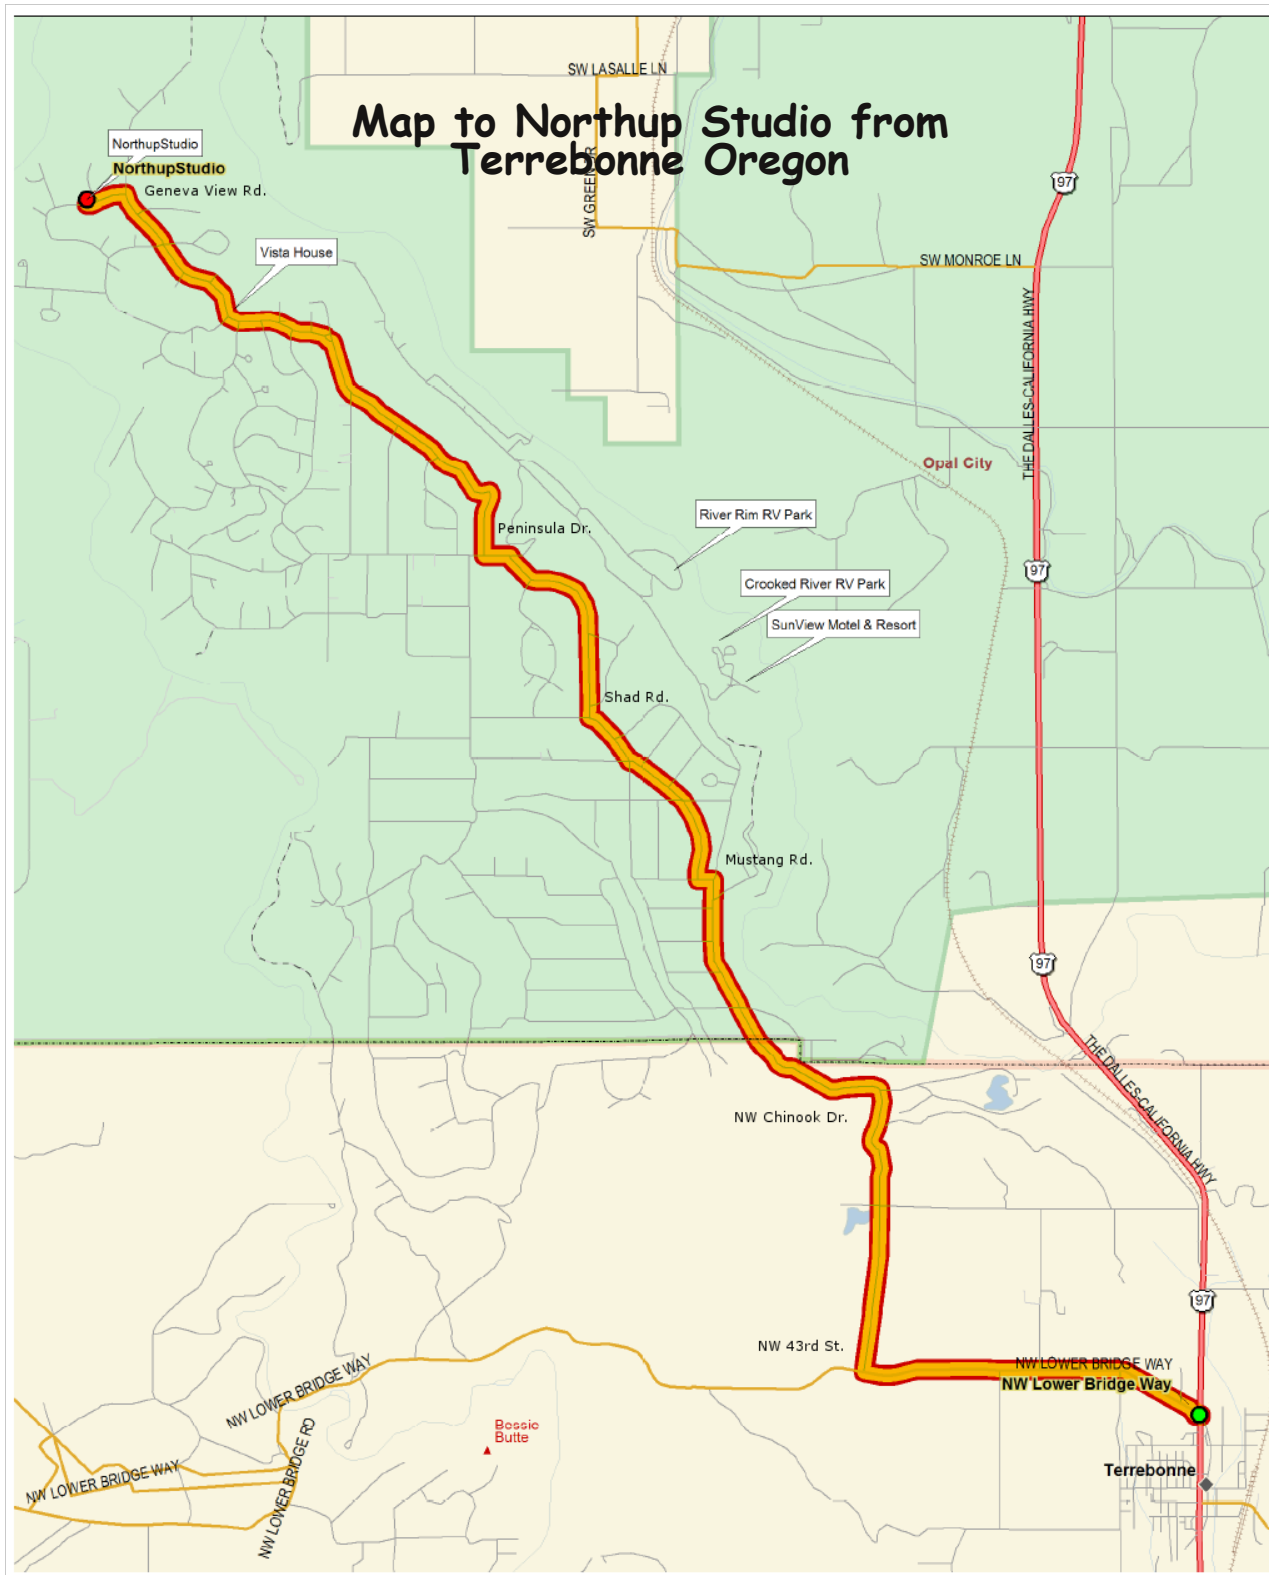 SW LASALLE LN
Map to Northup Studio from
Terrebonne Oregon
NorthupStudio
NorthupStudio
Geneva View Rd.
97
SW GREEN DR
Vista House
SW MONROE LN
THE DALLES-CALIFORNIA HWY
Opal City
River Rim RV Park
Peninsula Dr.
97
Crooked River RV Park
SunView Motel & Resort
Shad Rd.
Mustang Rd.
97
THE DALLES-CALIFORNIA HWY
NW Chinook Dr.
97
NW 43rd St.
NW LOWER BRIDGE WAY
NW Lower Bridge Way
NW LOWER BRIDGE WAY
Bessie
Butte
Terrebonne
NW LOWER BRIDGE WAY
NW LOWER BRIDGE RD